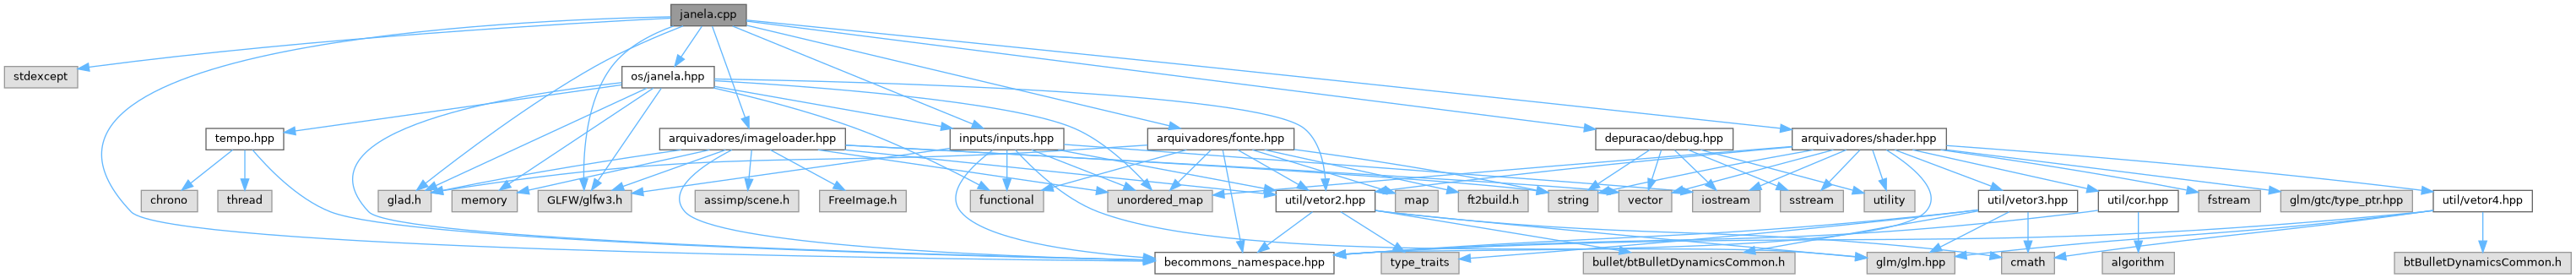 janela.cpp
stdexcept
os/janela.hpp
tempo.hpp
arquivadores/imageloader.hpp
inputs/inputs.hpp
arquivadores/fonte.hpp
depuracao/debug.hpp
arquivadores/shader.hpp
chrono
thread
glad.h
memory
GLFW/glfw3.h
assimp/scene.h
FreeImage.h
functional
unordered_map
util/vetor2.hpp
map
ft2build.h
string
vector
iostream
sstream
utility
util/vetor3.hpp
util/cor.hpp
fstream
glm/gtc/type_ptr.hpp
util/vetor4.hpp
becommons_namespace.hpp
type_traits
bullet/btBulletDynamicsCommon.h
glm/glm.hpp
cmath
algorithm
btBulletDynamicsCommon.h